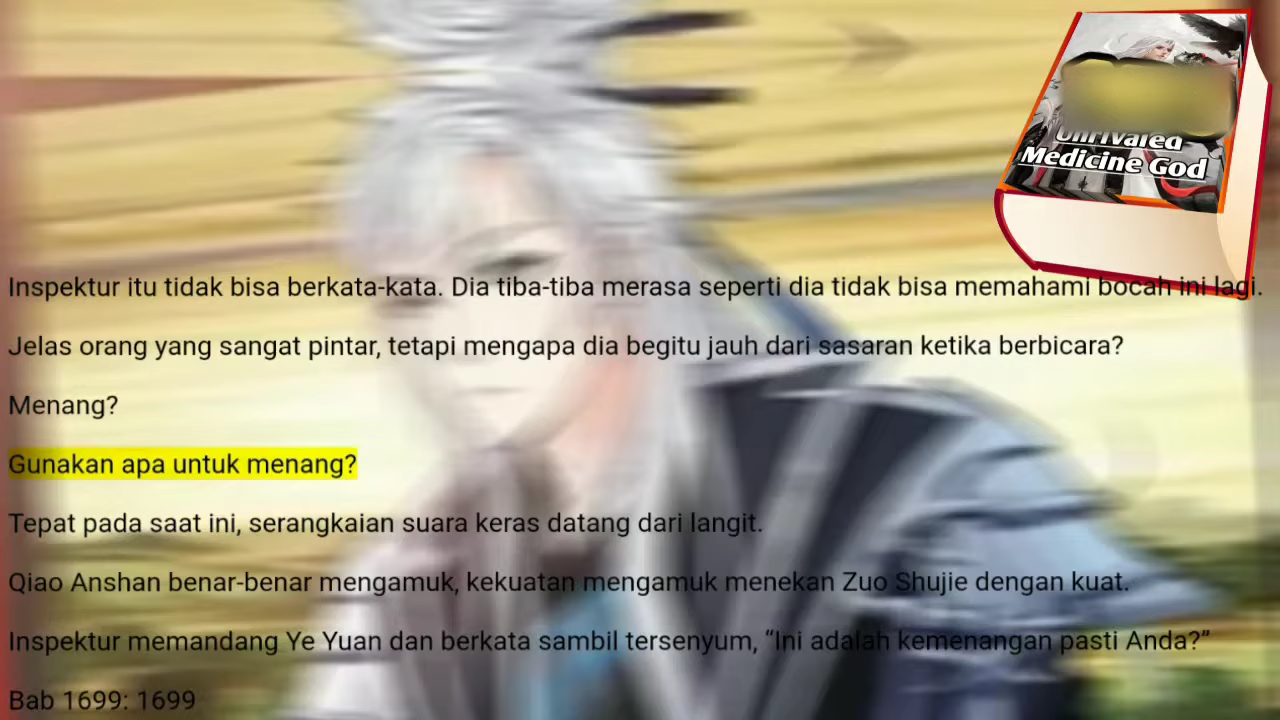 Unrivaled
Medicine God
Inspektur itu tidak bisa berkata-kata. Dia tiba-tiba merasa seperti dia tidak bisa memahami bocah ini lagi.
Jelas orang yang sangat pintar, tetapi mengapa dia begitu jauh dari sasaran ketika berbicara?
Menang?
Gunakan apa untuk menang?
Tepat pada saat ini, serangkaian suara keras datang dari langit.
Qiao Anshan benar-benar mengamuk, kekuatan mengamuk menekan Zuo Shujie dengan kuat.
Inspektur memandang Ye Yuan dan berkata sambil tersenyum, “Ini adalah kemenangan pasti Anda?”
Bab 1699: 1699